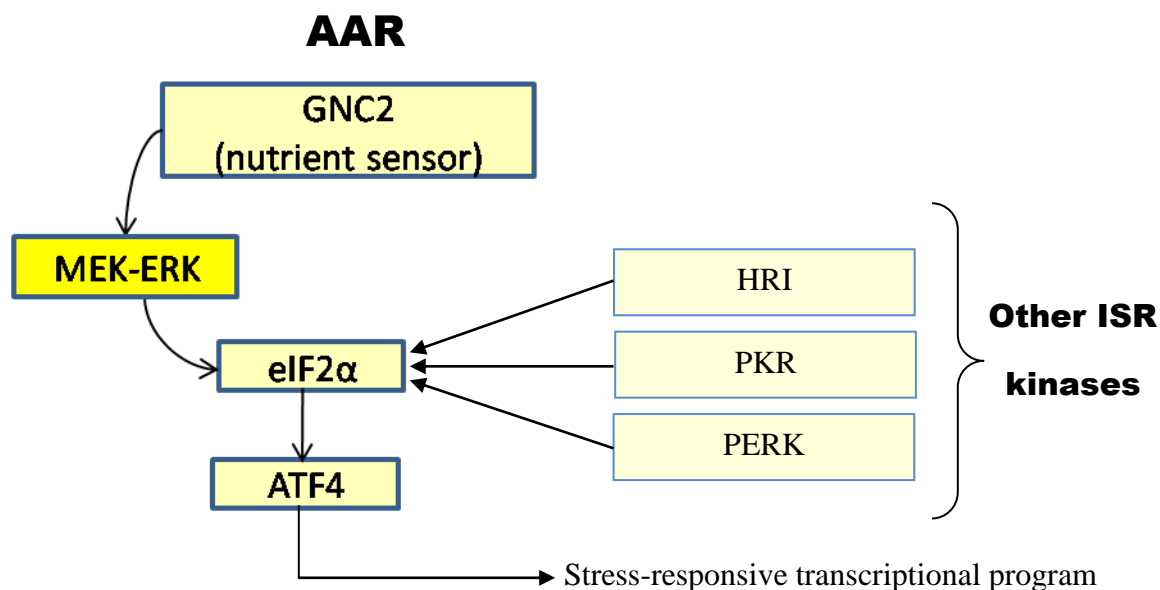 AAR
GNC2
(nutrient sensor)
MEK-ERK
HRI
eIF2α
PKR
PERK
Other ISR
kinases
ATF4
Stress-responsive transcriptional program